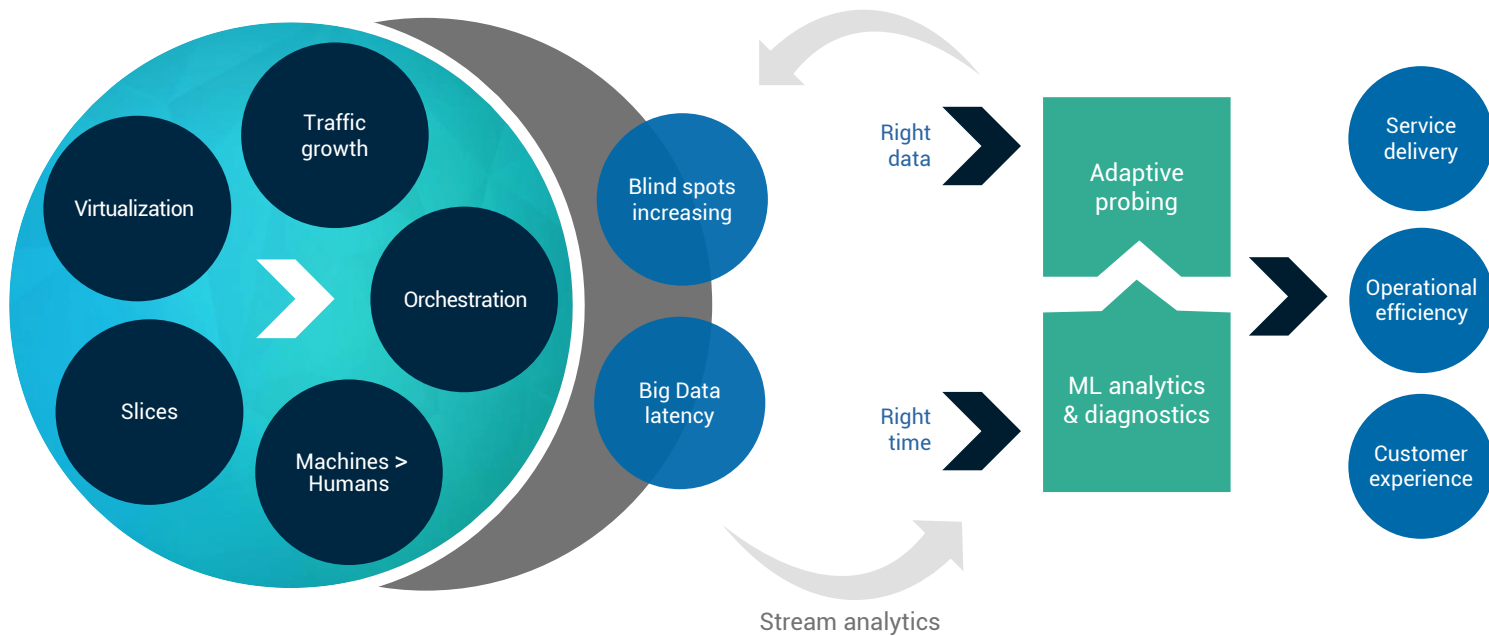 Traffic
growth
Virtualization
Orchestration
Slices
Machines >
Humans
Blind spots
increasing
Big Data
latency
Right
data
Right
time
Adaptive
probing
ML analytics
& diagnostics
Service
delivery
Operational
efficiency
Customer
experience
Stream analytics